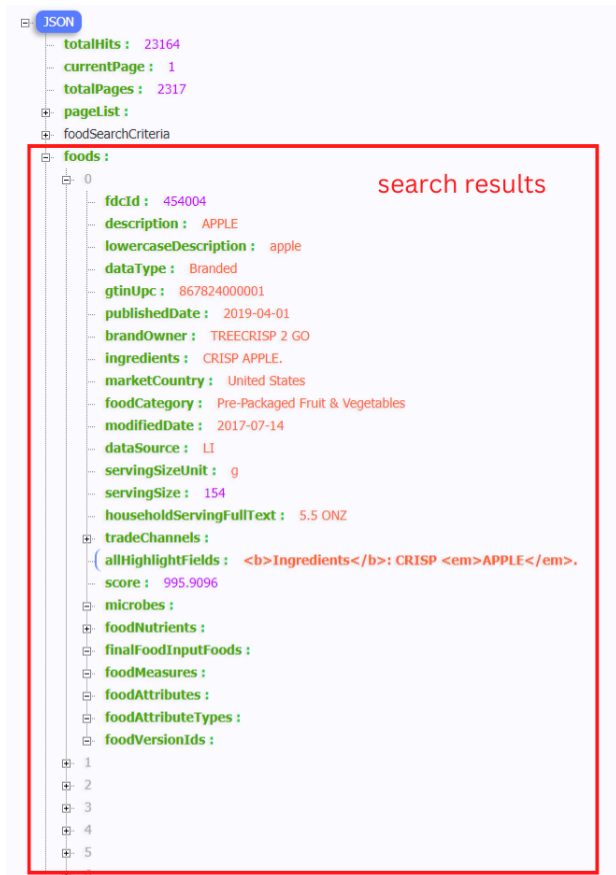 JSON
totalHits : 23164
currentPage : 1
totalPages : 2317
pageList :
foodSearchCriteria
foods :
0
search results
fdcId : 454004
description : APPLE
lowercaseDescription : apple
dataType : Branded
gtinUpc : 867824000001
publishedDate : 2019-04-01
brandOwner : TREECRISP 2 GO
ingredients : CRISP APPLE.
marketCountry : United States
foodCategory : Pre-Packaged Fruit & Vegetables
modifiedDate : 2017-07-14
dataSource : LI
servingSizeUnit : g
servingSize : 154
householdServingFullText : 5.5 ONZ
tradeChannels :
allHighlightFields : <b>Ingredients</b>: CRISP <em>APPLE</em>.
score : 995.9096
microbes :
foodNutrients :
finalFoodInputFoods :
foodMeasures :
foodAttributes :
foodAttributeTypes :
foodVersionIds :
1
2
3
4
5